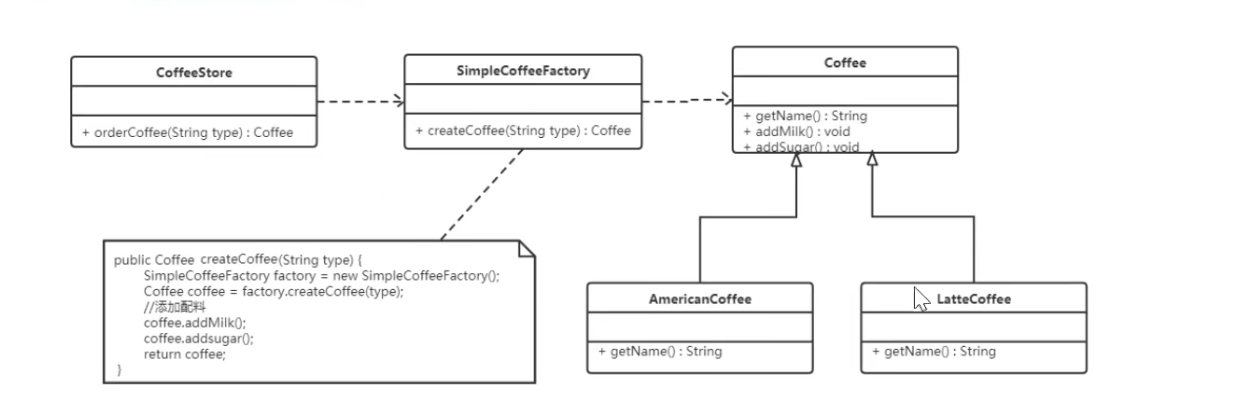 CoffeeStore
+ orderCoffee(String type) : Coffee
SimpleCoffeeFactory
+ createCoffee(String type) : Coffee
Coffee
+ getName() : String
+ addMilk() : void
+ addSugar() : void
public Coffee createCoffee(String type) {
SimpleCoffeeFactory factory = new SimpleCoffeeFactory();
Coffee coffee = factory.createCoffee(type);
//添加配料
coffee.addMilk();
coffee.addsugar();
return coffee;
}
AmericanCoffee
+ getName() : String
LatteCoffee
+ getName() : String